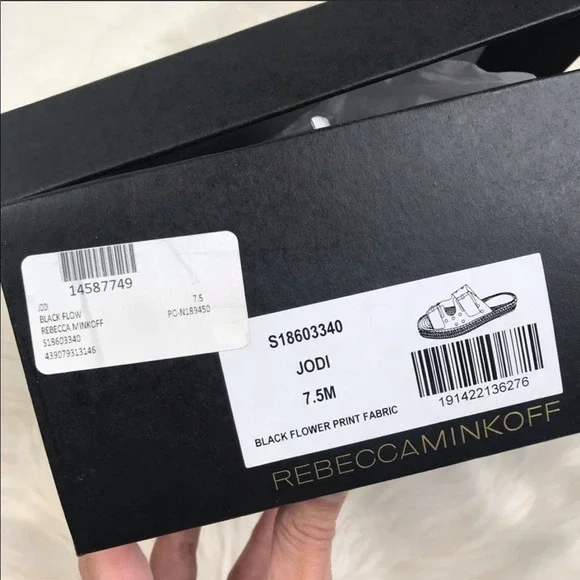 14587749
JODI 7.5
BLACK FLOW PO-N189450
REBECCA MINKOFF
S18603340
439079313146
S18603340
JODI
7.5M
BLACK FLOWER PRINT FABRIC
191422136276
REBECCAMINKOFF